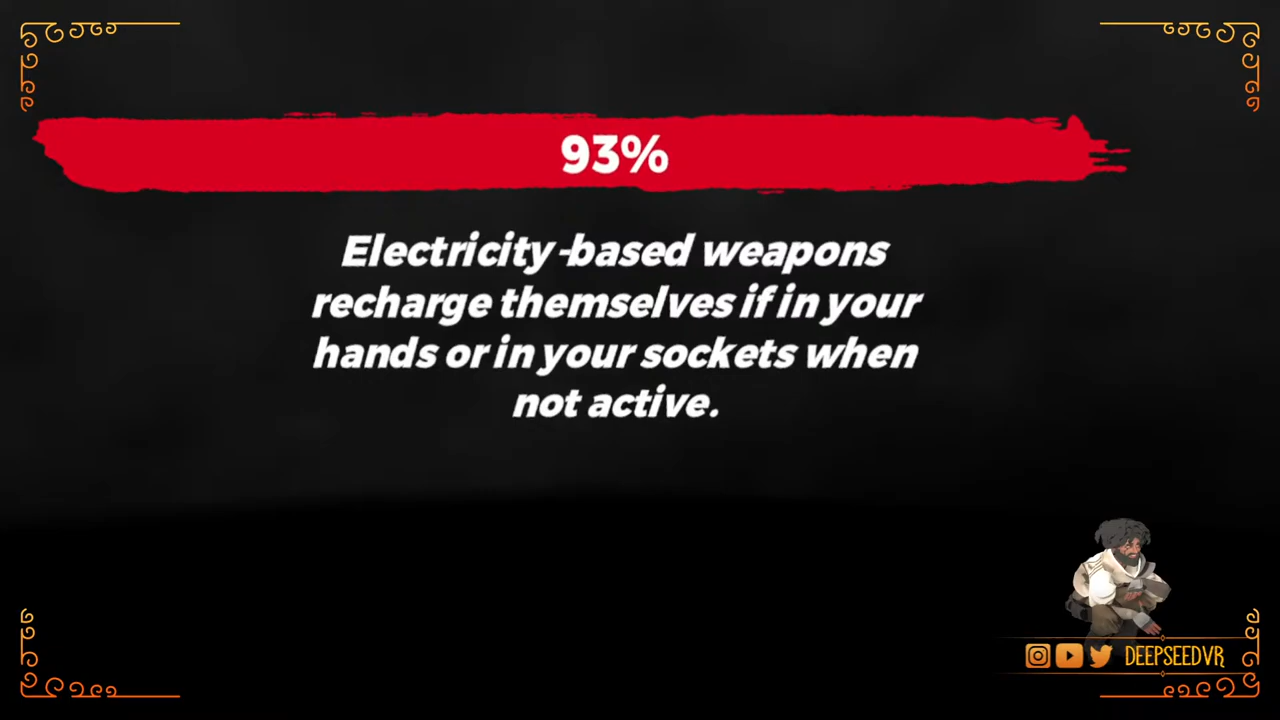 93%
Electricity-based weapons
recharge themselves if in your
hands or in your sockets when
not active.
DEEPSEEDVR